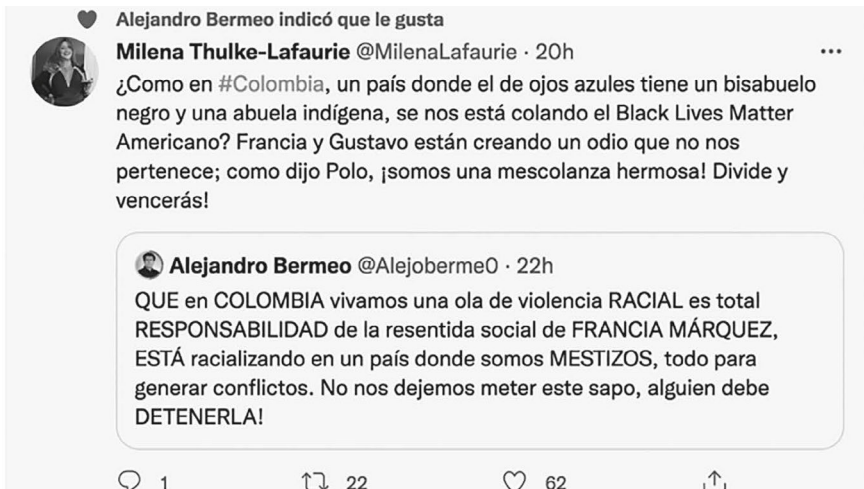 Alejandro Bermeo indicó que le gusta
Milena Thulke-Lafaurie @MilenaLafaurie · 20h
¿Como en #Colombia, un país donde el de ojos azules tiene un bisabuelo
negro y una abuela indígena, se nos está colando el Black Lives Matter
Americano? Francia y Gustavo están creando un odio que no nos
pertenece; como dijo Polo, ¡somos una mescolanza hermosa! Divide y
vencerás!
Alejandro Bermeo @Alejoberme0 · 22h
QUE en COLOMBIA vivamos una ola de violencia RACIAL es total
RESPONSABILIDAD de la resentida social de FRANCIA MÁRQUEZ,
ESTÁ racializando en un país donde somos MESTIZOS, todo para
generar conflictos. No nos dejemos meter este sapo, alguien debe
DETENERLA!
1 22 62